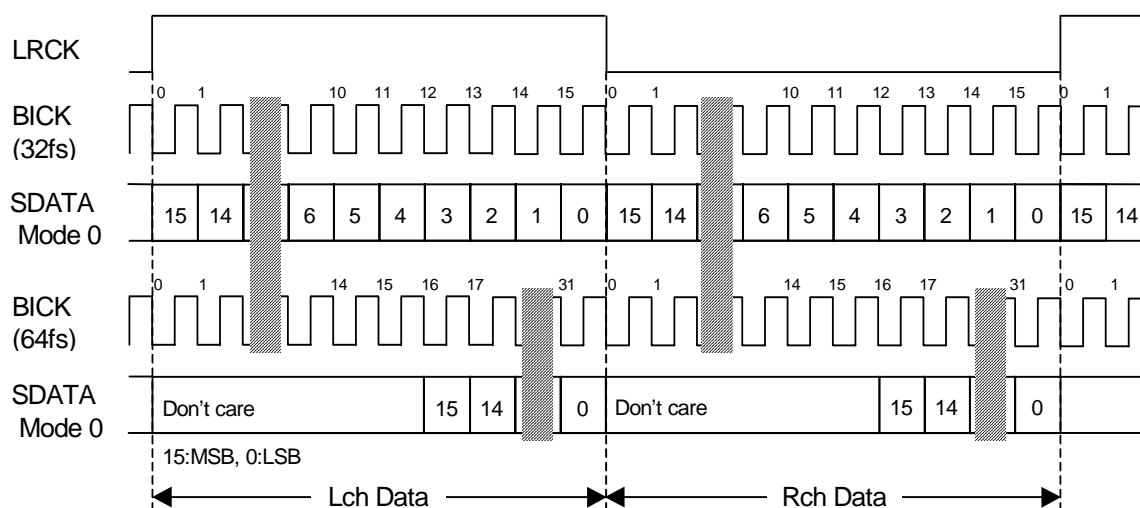 LRCK
0 1 10 11 12 13 14 15 0 1 10 11 12 13 14 15 0 1
BICK
(32fs)
SDATA
Mode 0
15 14 6 5 4 3 2 1 0 15 14 6 5 4 3 2 1 0 15 14
0 1 14 15 16 17 31 0 1 14 15 16 17 31 0 1
BICK
(64fs)
SDATA
Mode 0
Don't care 15 14 0 Don't care 15 14 0
15:MSB, 0:LSB
Lch Data Rch Data